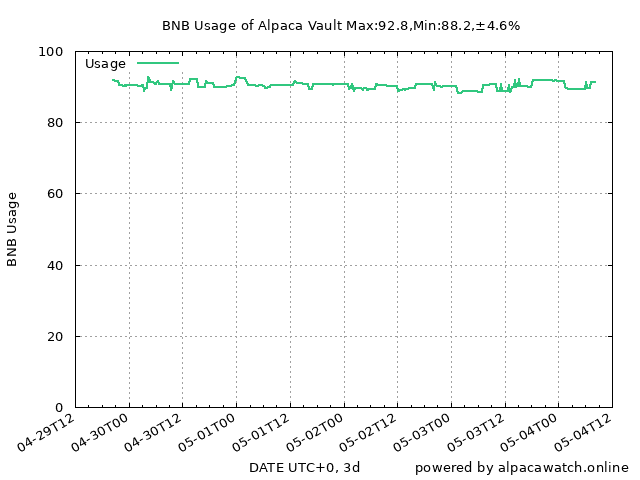 BNB Usage of Alpaca Vault Max:92.8,Min:88.2,±4.6%
Usage
100
80
60
40
20
0
BNB Usage
04-29T12
04-30T00
04-30T12
05-01T00
05-01T12
05-02T00
05-02T12
05-03T00
05-03T12
05-04T00
05-04T12
DATE UTC+0, 3d
powered by alpacawatch.online